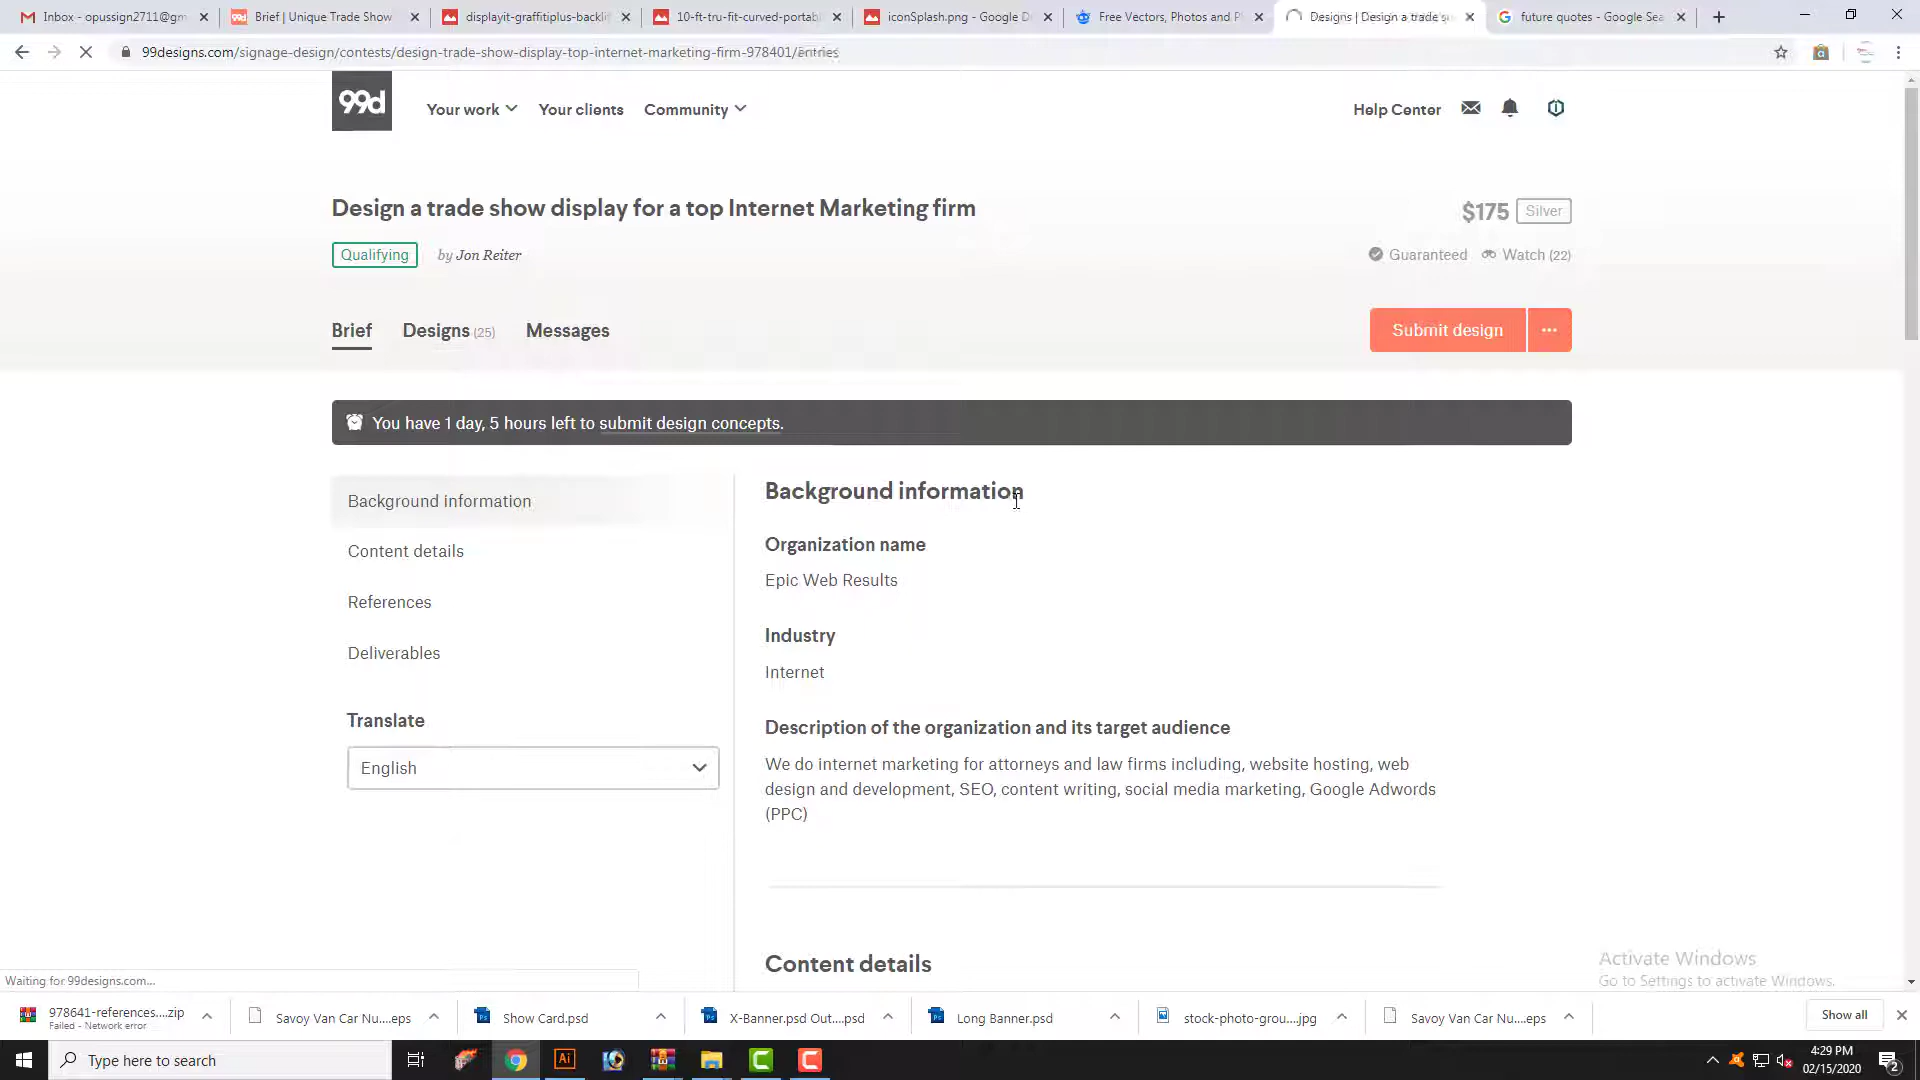 Inbox - opussign2711@gm
Brief | Unique Trade Show
displayit-graffitiplus-backli
10-ft-tru-fit-curved-portab
iconSplash.png - Google D
Free Vectors, Photos and P
Designs | Design a trade su
future quotes - Google Sea
99designs.com/signage-design/contests/design-trade-show-display-top-internet-marketing-firm-978401/entries
99d
Your work
Your clients
Community
Help Center
Design a trade show display for a top Internet Marketing firm
$175 Silver
Qualifying
by Jon Reiter
Guaranteed
Watch (22)
Brief
Designs (25)
Messages
Submit design
You have 1 day, 5 hours left to submit design concepts.
Background information
Content details
References
Deliverables
Translate
English
Background information
Organization name
Epic Web Results
Industry
Internet
Description of the organization and its target audience
We do internet marketing for attorneys and law firms including, website hosting, web
design and development, SEO, content writing, social media marketing, Google Adwords
(PPC)
Content details
Activate Windows
Go to Settings to activate Windows.
Waiting for 99designs.com...
978641-references....zip
Failed - Network error
Savoy Van Car Nu....eps
Show Card.psd
X-Banner.psd Out....psd
Long Banner.psd
stock-photo-grou....jpg
Savoy Van Car Nu....eps
Show all
Type here to search
4:29 PM
02/15/2020
2